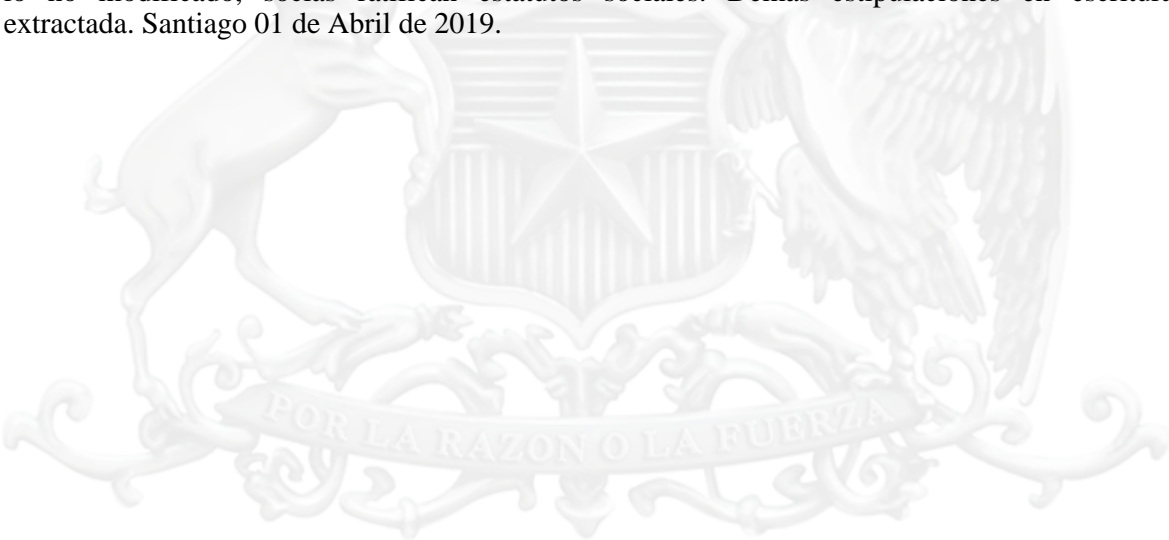 lo no modificado, socias ratifican estatutos sociales. Demás estipulaciones en escritura
extractada. Santiago 01 de Abril de 2019.
POR LA RAZON O LA FUERZA